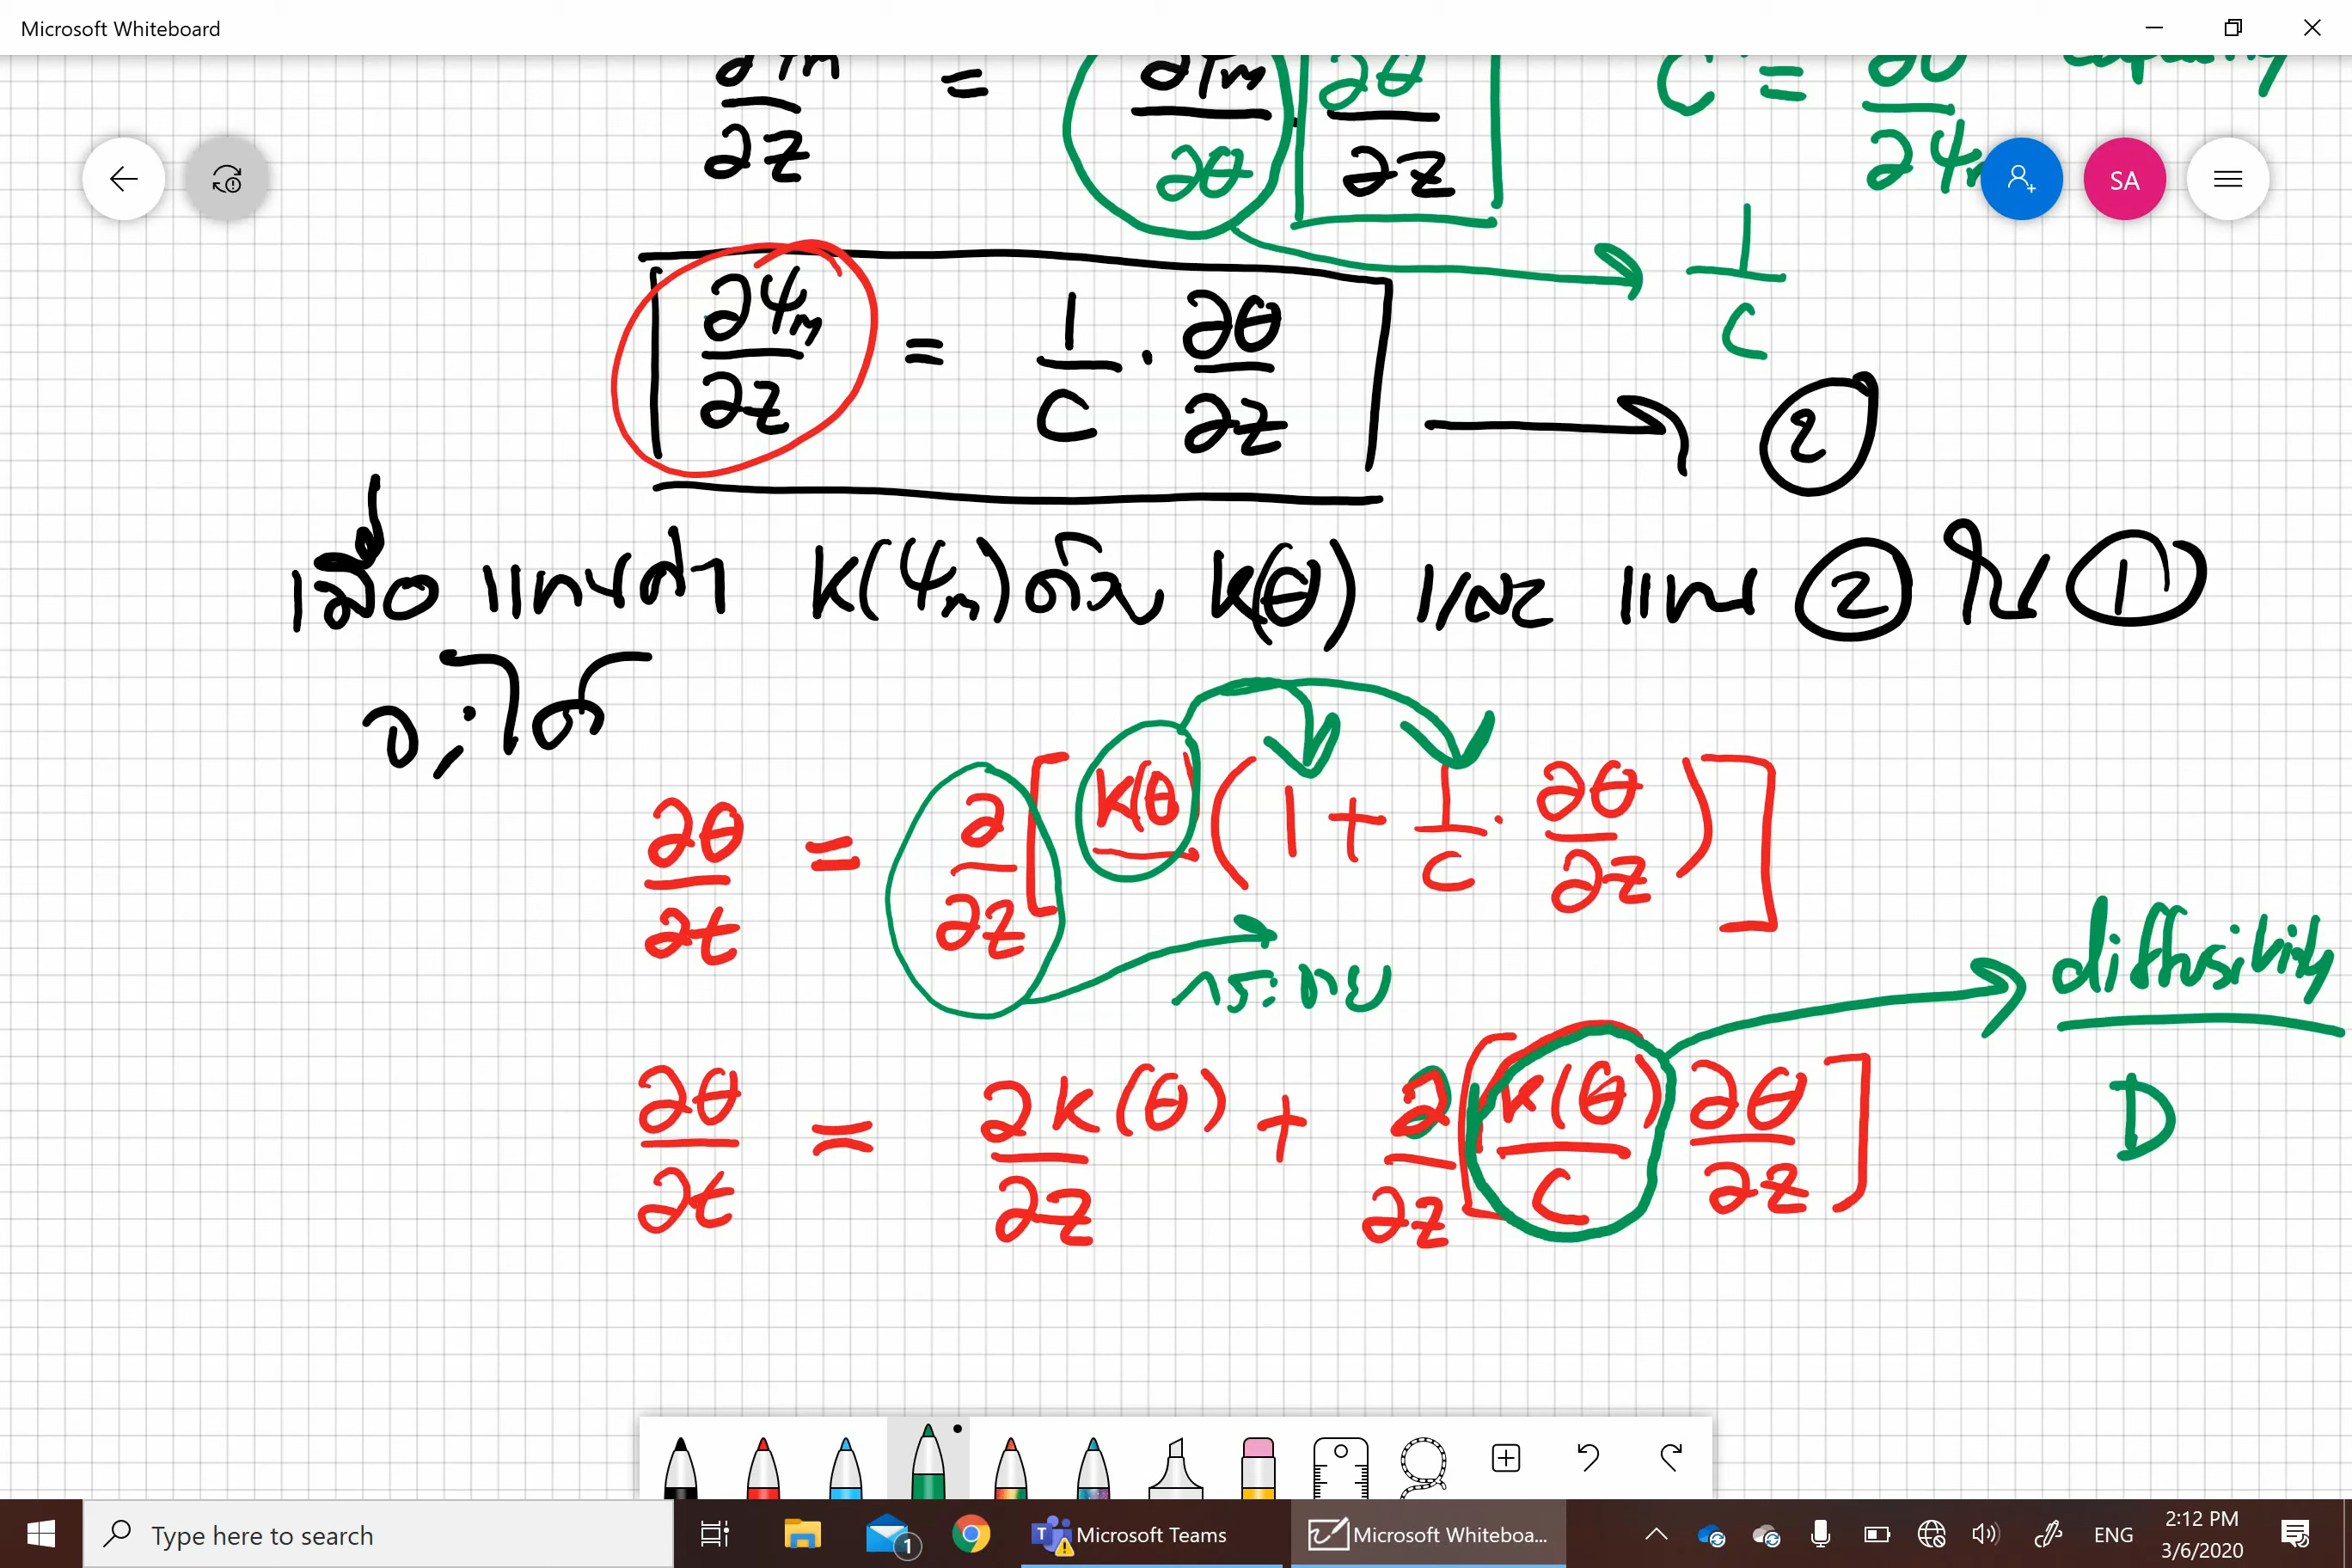 Microsoft Whiteboard
∂ψm/∂z = ∂ψm/∂θ · ∂θ/∂z C = ∂θ/∂ψm capacity
SA
1/C
∂ψm/∂z = 1/C · ∂θ/∂z → ②
เมื่อ แทนค่า K(ψm) ด้วย K(θ) และ แทน ② ใน ①
จะได้
∂θ/∂t = ∂/∂z [K(θ) (1 + 1/C · ∂θ/∂z)]
กระจาย
diffusibility
∂θ/∂t = ∂K(θ)/∂z + ∂/∂z [K(θ)/C ∂θ/∂z]
D
Type here to search
1
Microsoft Teams
Microsoft Whiteboa...
ENG
2:12 PM
3/6/2020